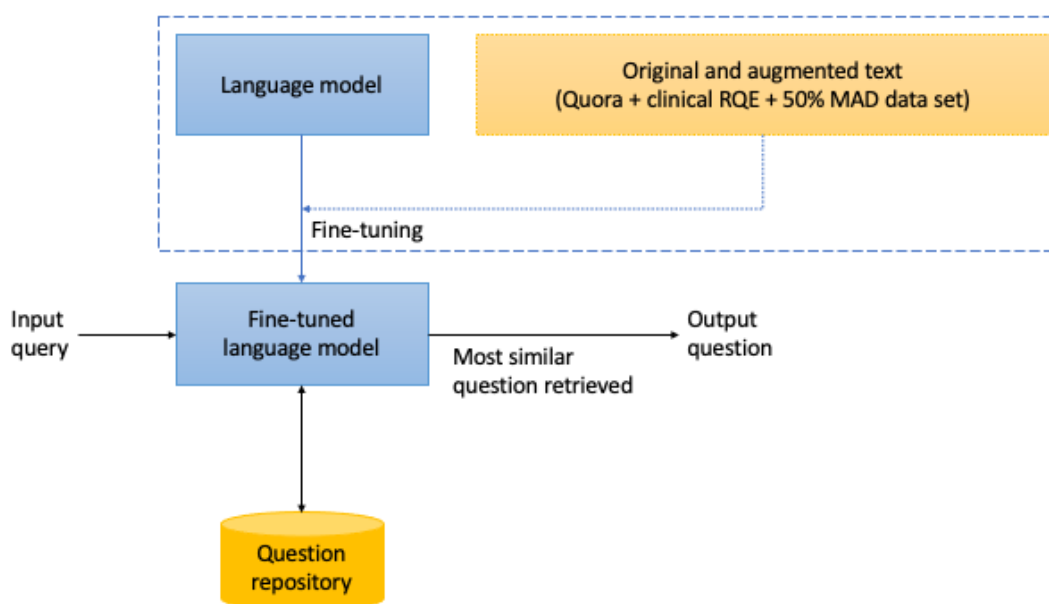 Language model
Original and augmented text
(Quora + clinical RQE + 50% MAD data set)
Fine-tuning
Input
query
Fine-tuned
language model
Most similar
question retrieved
Output
question
Question
repository